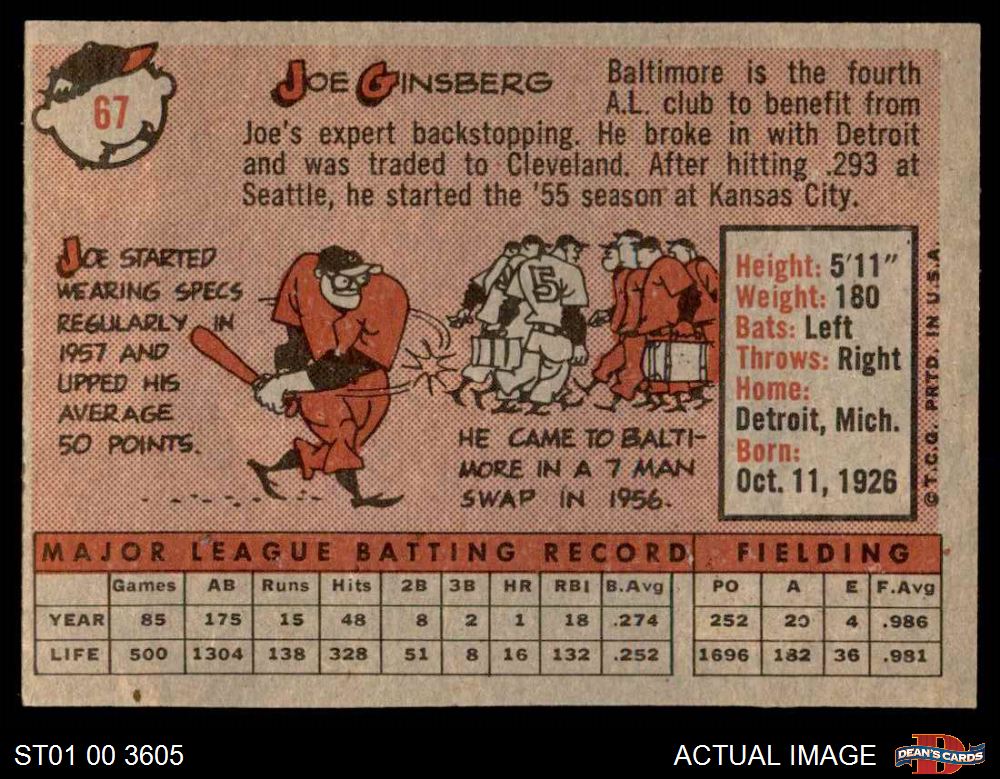 67
JOE GINSBERG
Baltimore is the fourth
A.L. club to benefit from
Joe's expert backstopping. He broke in with Detroit
and was traded to Cleveland. After hitting .293 at
Seattle, he started the '55 season at Kansas City.
JOE STARTED
WEARING SPECS
REGULARLY IN
1957 AND
UPPED HIS
AVERAGE
50 POINTS.
5
HE CAME TO BALTI-
MORE IN A 7 MAN
SWAP IN 1956.
Height: 5'11"
Weight: 180
Bats: Left
Throws: Right
Home:
Detroit, Mich.
Born:
Oct. 11, 1926
© T.C.G. PRTD. IN U.S.A
MAJOR LEAGUE BATTING RECORD FIELDING
Games AB Runs Hits 2B 3B HR RBI B.Avg PO A E F.Avg
YEAR 85 175 15 48 8 2 1 18 .274 252 20 4 .986
LIFE 500 1304 138 328 51 8 16 132 .252 1696 182 36 .981
ST01 00 3605
ACTUAL IMAGE
D
DEAN'S CARDS